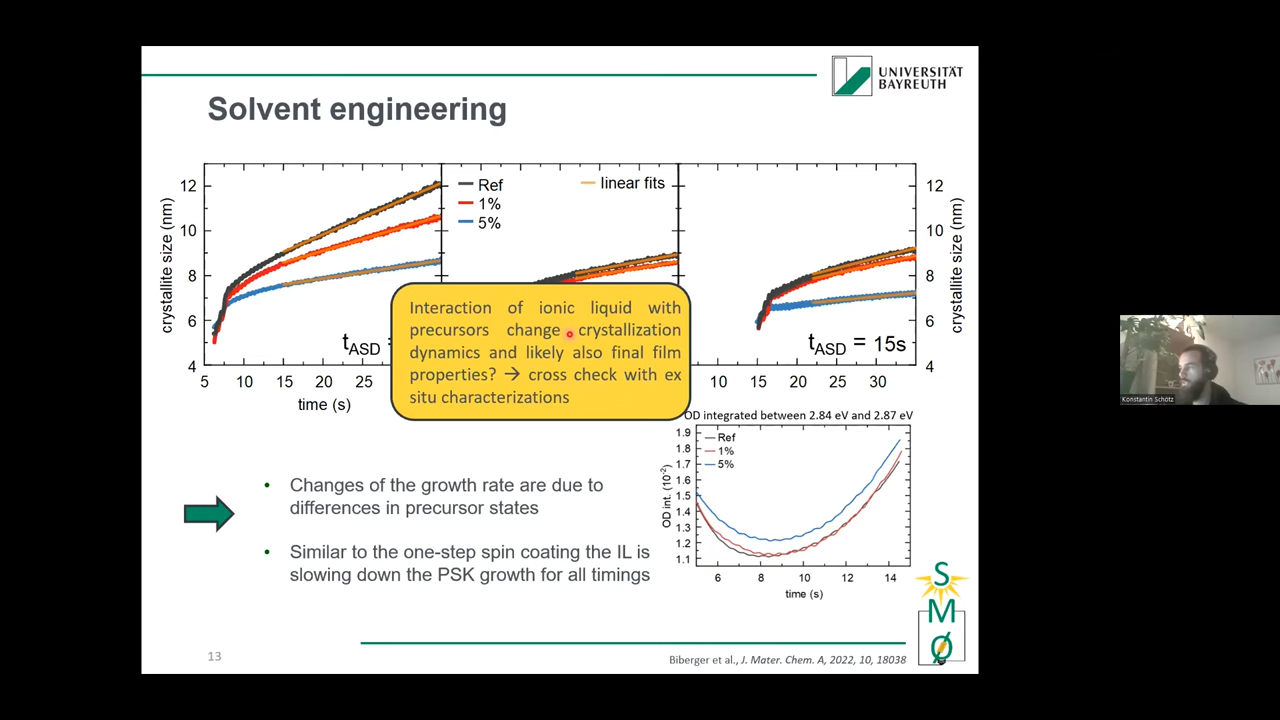 UNIVERSITÄT
BAYREUTH
Solvent engineering
crystallite size (nm)
12
10
8
6
4
5 10 15 20 25 30
time (s)
Ref
1%
5%
linear fits
t_ASD =
10 15 20 25 30
t_ASD = 15s
12
10
8
6
4
crystallite size (nm)
Interaction of ionic liquid with
precursors change crystallization
dynamics and likely also final film
properties? → cross check with ex
situ characterizations
OD integrated between 2.84 eV and 2.87 eV
Ref
1%
5%
OD int. (10⁻²)
1.9
1.8
1.7
1.6
1.5
1.4
1.3
1.2
1.1
6 8 10 12 14
time (s)
• Changes of the growth rate are due to
differences in precursor states
• Similar to the one-step spin coating the IL is
slowing down the PSK growth for all timings
S
M
Ø
13
Biberger et al., J. Mater. Chem. A, 2022, 10, 18038
Konstantin Schötz